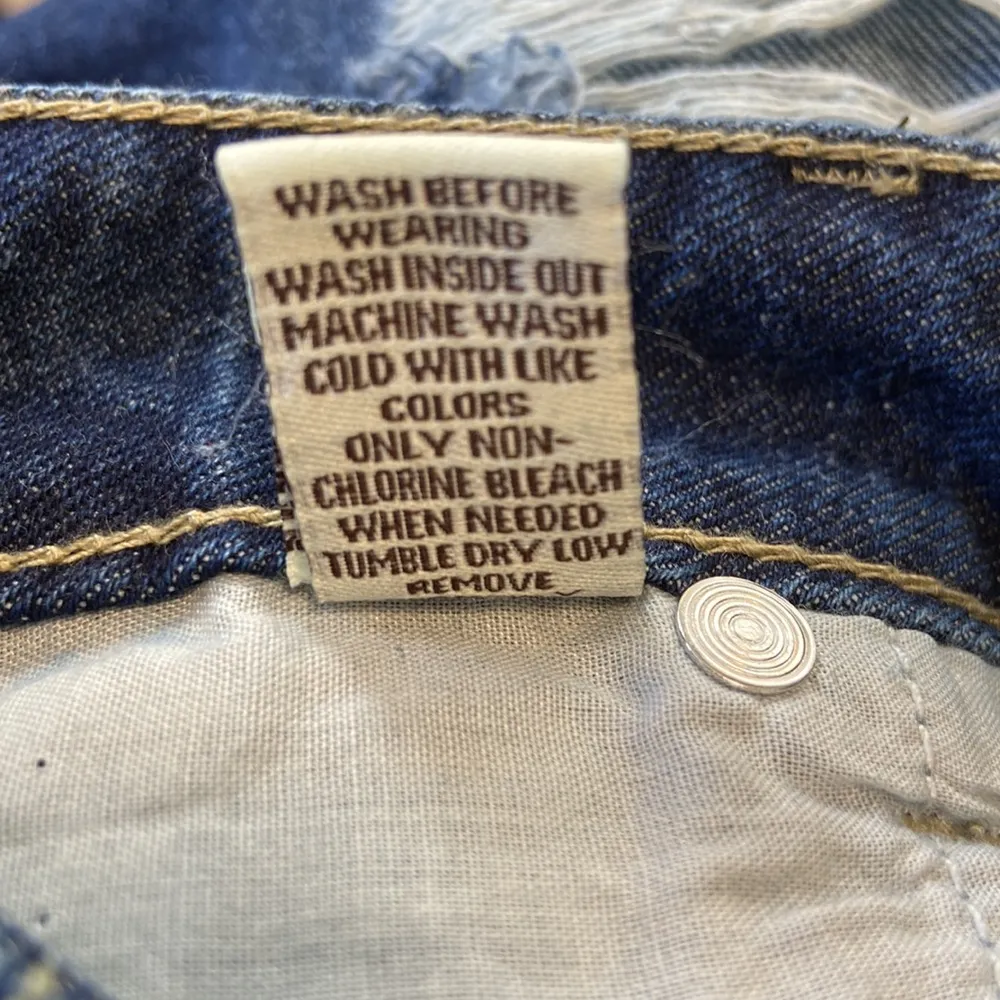 WASH BEFORE
WEARING
WASH INSIDE OUT
MACHINE WASH
COLD WITH LIKE
COLORS
ONLY NON-
CHLORINE BLEACH
WHEN NEEDED
TUMBLE DRY LOW
REMOVE